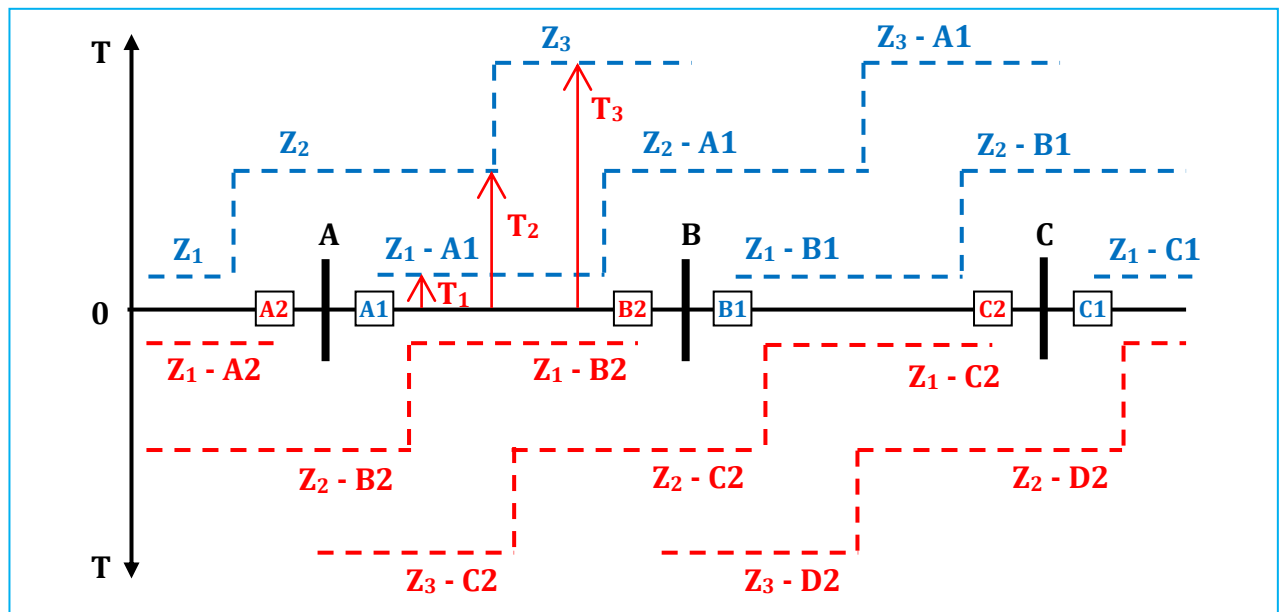 Z₃
Z₃ - A1
T
T₃
Z₂
Z₂ - A1
Z₂ - B1
T₂
A
B
C
Z₁
Z₁ - A1
Z₁ - B1
Z₁ - C1
T₁
0
A2
A1
B2
B1
C2
C1
Z₁ - A2
Z₁ - B2
Z₁ - C2
Z₂ - B2
Z₂ - C2
Z₂ - D2
T
Z₃ - C2
Z₃ - D2